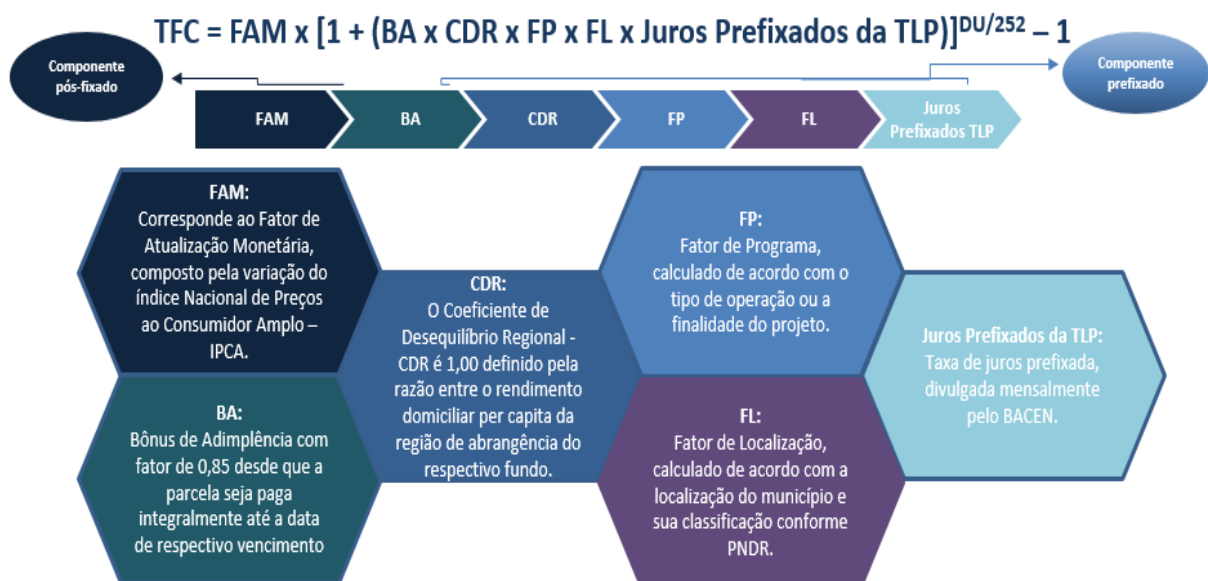 TFC = FAM x [1 + (BA x CDR x FP x FL x Juros Prefixados da TLP)]^DU/252 – 1
Componente
pós-fixado
Componente
prefixado
FAM
BA
CDR
FP
FL
Juros
Prefixados TLP
FAM:
Corresponde ao Fator de
Atualização Monetária,
composto pela variação do
índice Nacional de Preços
ao Consumidor Amplo –
IPCA.
BA:
Bônus de Adimplência com
fator de 0,85 desde que a
parcela seja paga
integralmente até a data
de respectivo vencimento
CDR:
O Coeficiente de
Desequilíbrio Regional -
CDR é 1,00 definido pela
razão entre o rendimento
domiciliar per capita da
região de abrangência do
respectivo fundo.
FP:
Fator de Programa,
calculado de acordo com o
tipo de operação ou a
finalidade do projeto.
FL:
Fator de Localização,
calculado de acordo com a
localização do município e
sua classificação conforme
PNDR.
Juros Prefixados da TLP:
Taxa de juros prefixada,
divulgada mensalmente
pelo BACEN.